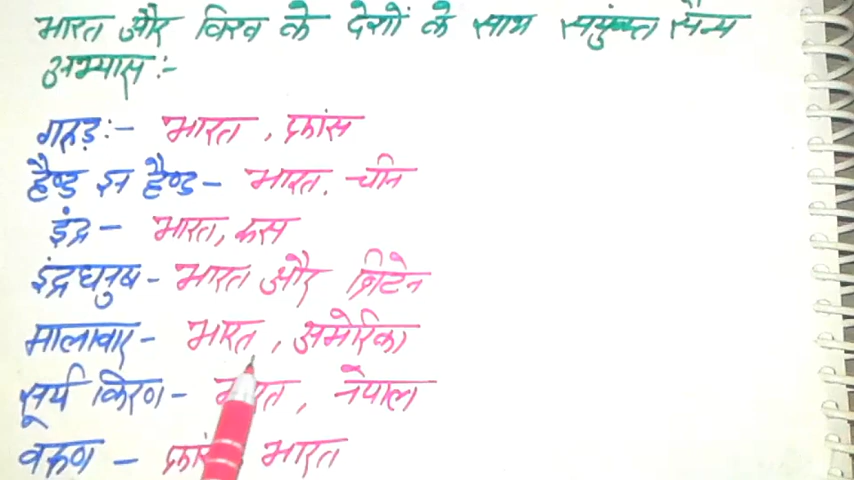 भारत और विश्व के देशों के साथ संयुक्त सैन्य
अभ्यास :-
गरुड़ :- भारत , फ्रांस
हैण्ड इन हैण्ड - भारत, चीन
इंद्र - भारत, रूस
इंद्रधनुष - भारत और ब्रिटेन
मालाबार - भारत , अमेरिका
सूर्य किरण - भारत , नेपाल
वरुण - फ्रांस भारत